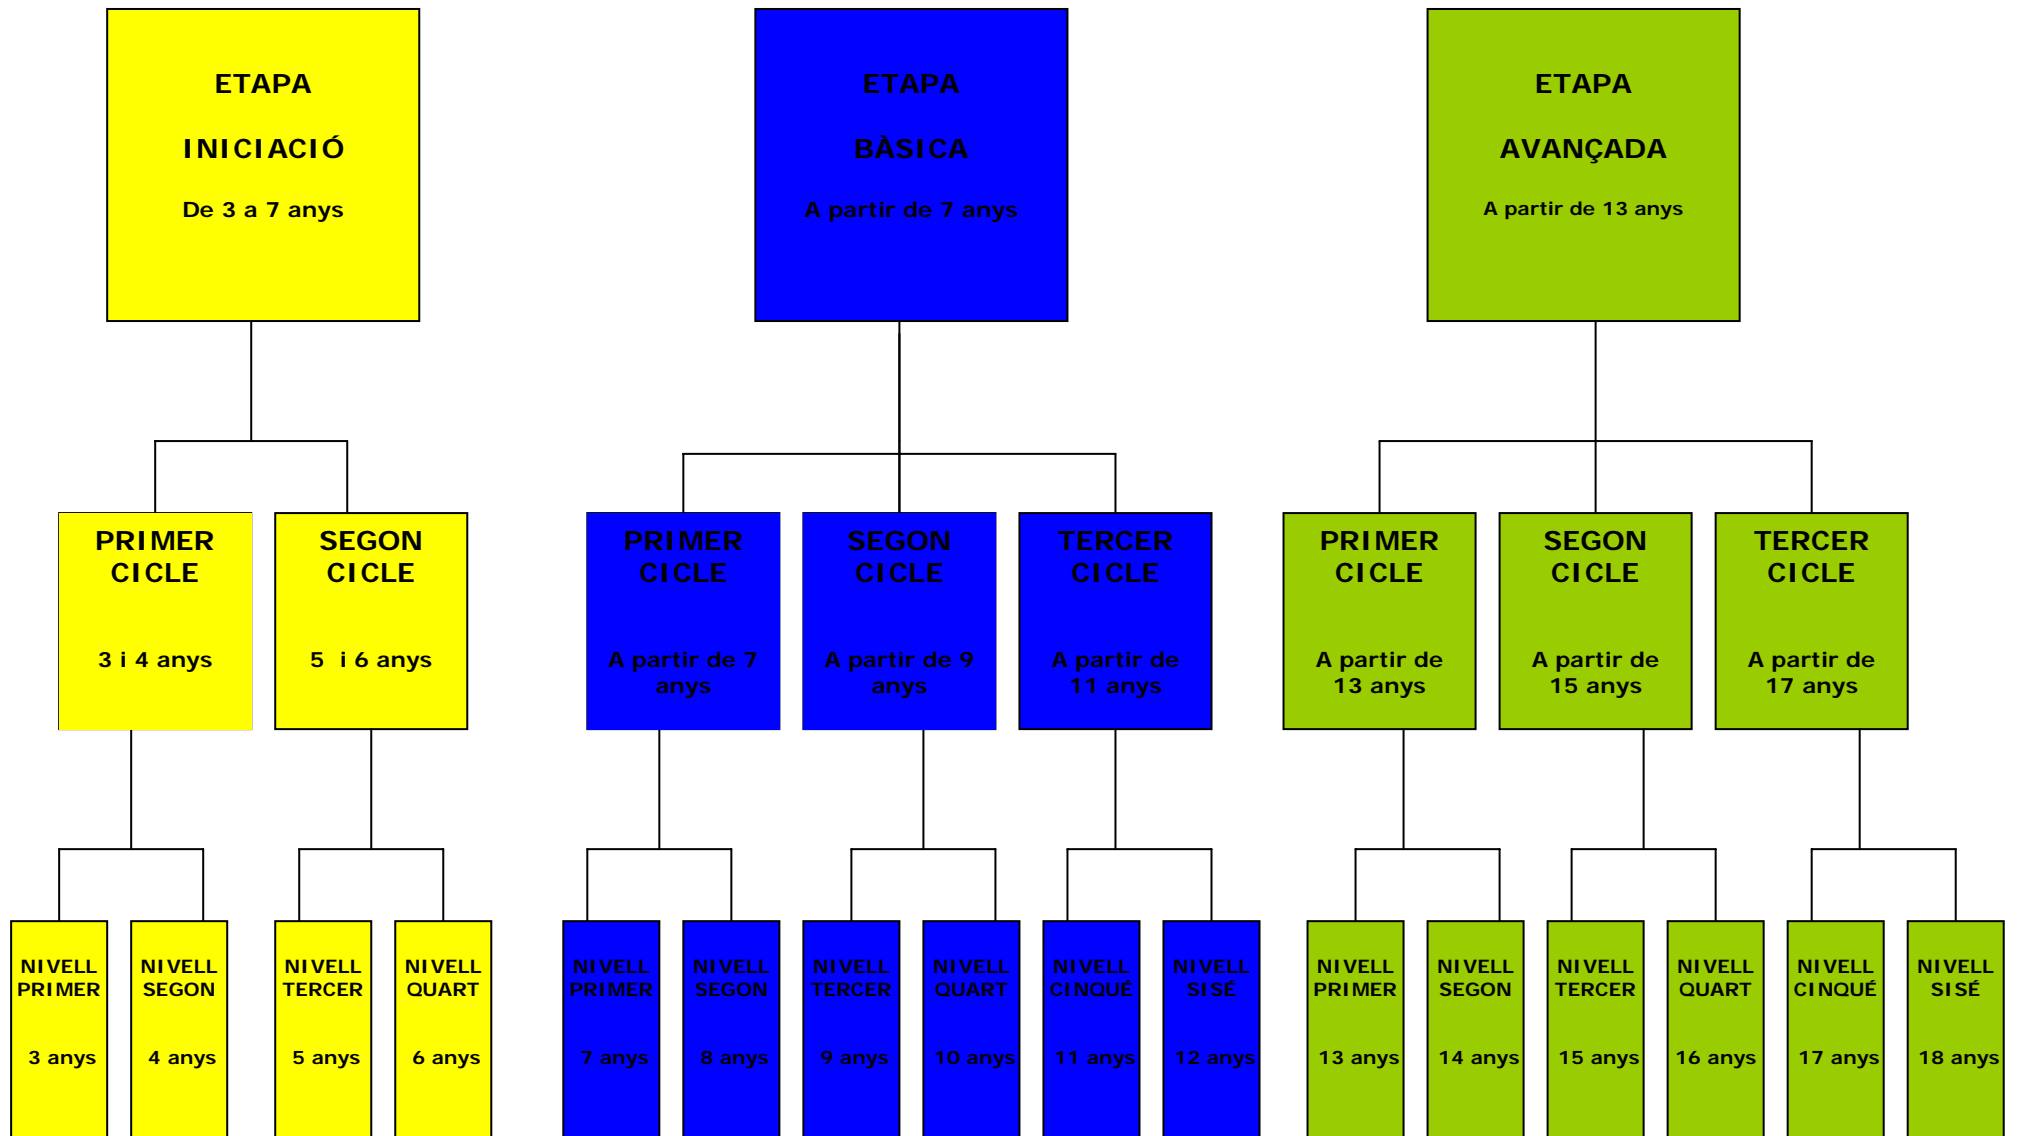 ETAPA
INICIACIÓ
De 3 a 7 anys
ETAPA
BÀSICA
A partir de 7 anys
ETAPA
AVANÇADA
A partir de 13 anys
PRIMER
CICLE
3 i 4 anys
SEGON
CICLE
5 i 6 anys
PRIMER
CICLE
A partir de 7
anys
SEGON
CICLE
A partir de 9
anys
TERCER
CICLE
A partir de
11 anys
PRIMER
CICLE
A partir de
13 anys
SEGON
CICLE
A partir de
15 anys
TERCER
CICLE
A partir de
17 anys
NIVELL
PRIMER
3 anys
NIVELL
SEGON
4 anys
NIVELL
TERCER
5 anys
NIVELL
QUART
6 anys
NIVELL
PRIMER
7 anys
NIVELL
SEGON
8 anys
NIVELL
TERCER
9 anys
NIVELL
QUART
10 anys
NIVELL
CINQUÉ
11 anys
NIVELL
SISÉ
12 anys
NIVELL
PRIMER
13 anys
NIVELL
SEGON
14 anys
NIVELL
TERCER
15 anys
NIVELL
QUART
16 anys
NIVELL
CINQUÉ
17 anys
NIVELL
SISÉ
18 anys